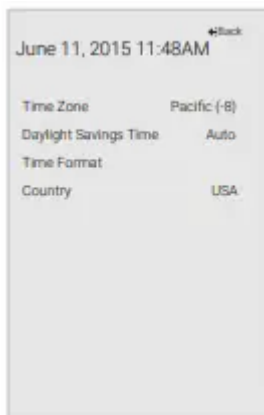 Back
June 11, 2015 11:48AM
Time Zone Pacific (-8)
Daylight Savings Time Auto
Time Format
Country USA